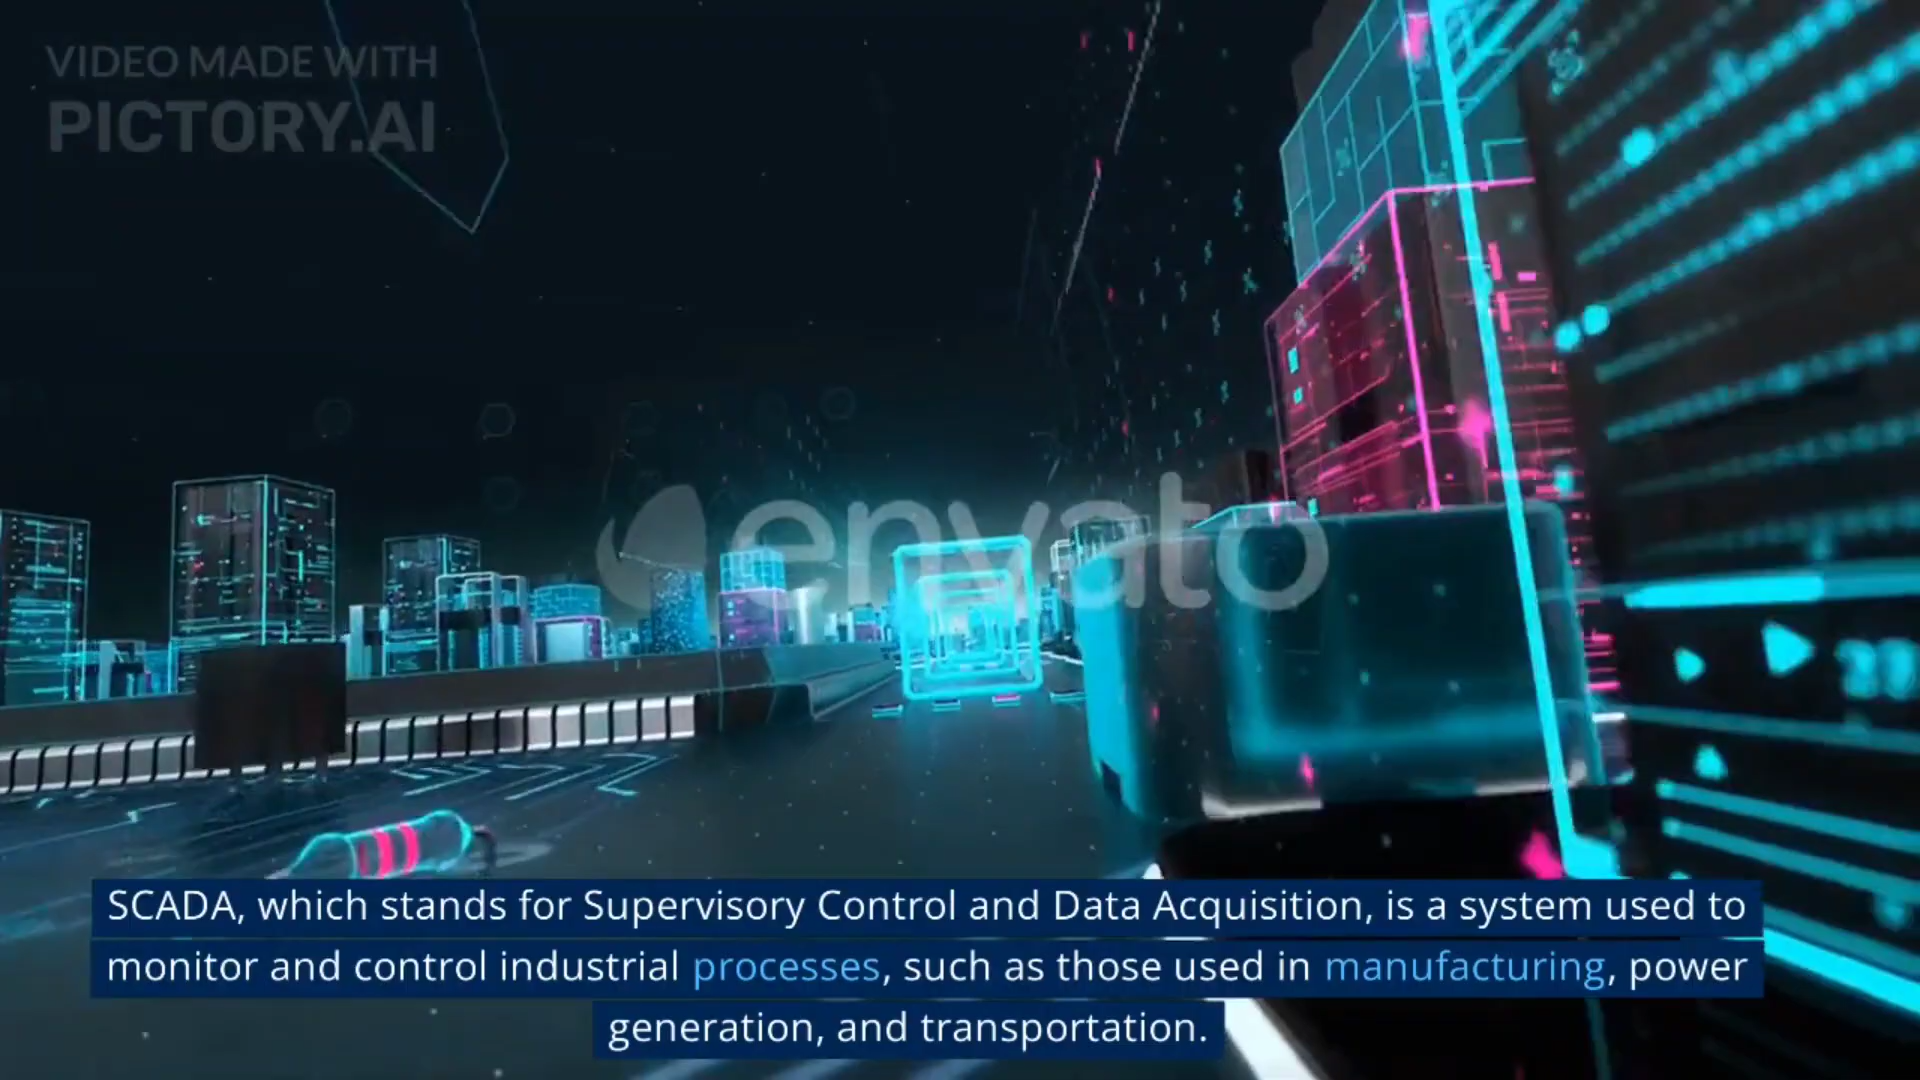 VIDEO MADE WITH
PICTORY.AI
envato
SCADA, which stands for Supervisory Control and Data Acquisition, is a system used to
monitor and control industrial processes, such as those used in manufacturing, power
generation, and transportation.